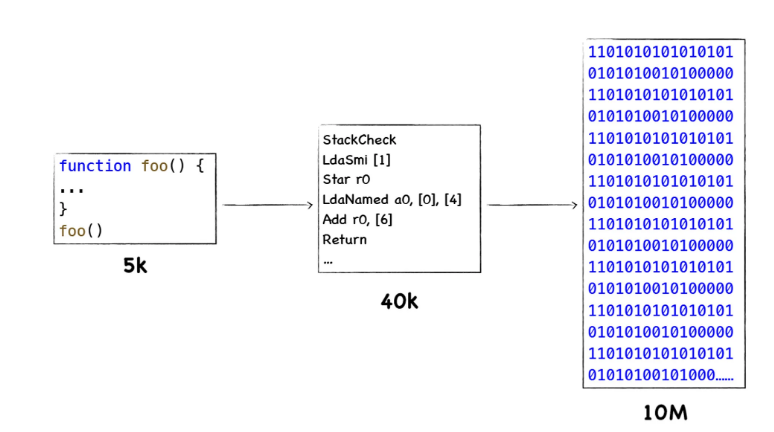 function foo() {
...
}
foo()
5k
StackCheck
LdaSmi [1]
Star r0
LdaNamed a0, [0], [4]
Add r0, [6]
Return
...
40k
1101010101010101
0101010010100000
1101010101010101
0101010010100000
1101010101010101
0101010010100000
1101010101010101
0101010010100000
1101010101010101
0101010010100000
1101010101010101
0101010010100000
1101010101010101
0101010010100000
1101010101010101
01010100101000......
10M